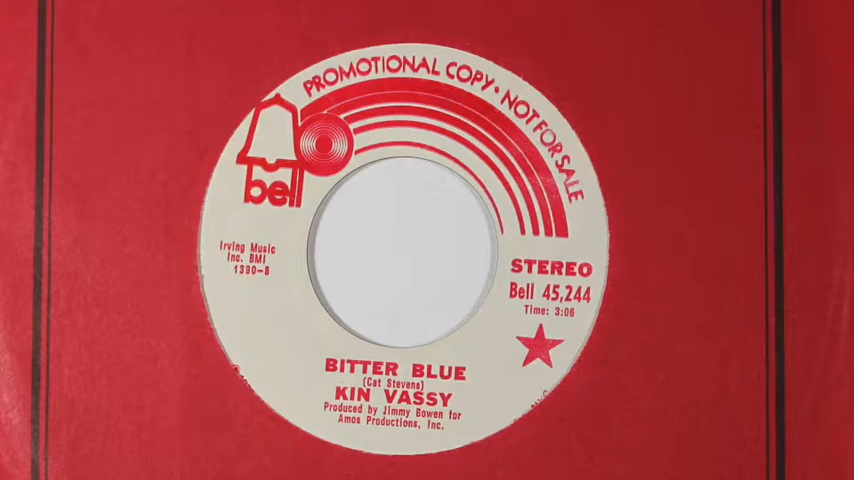 PROMOTIONAL COPY • NOT FOR SALE
bell
Irving Music
Inc. BMI
1390-S
STEREO
Bell 45,244
Time: 3:06
BITTER BLUE
(Cat Stevens)
KIN VASSY
Produced by Jimmy Bowen for
Amos Productions, Inc.